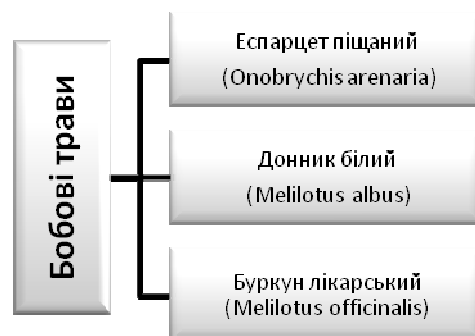 Бобові трави
Еспарцет піщаний
(Onobrychis arenaria)
Донник білий
(Melilotus albus)
Буркун лікарський
(Melilotus officinalis)